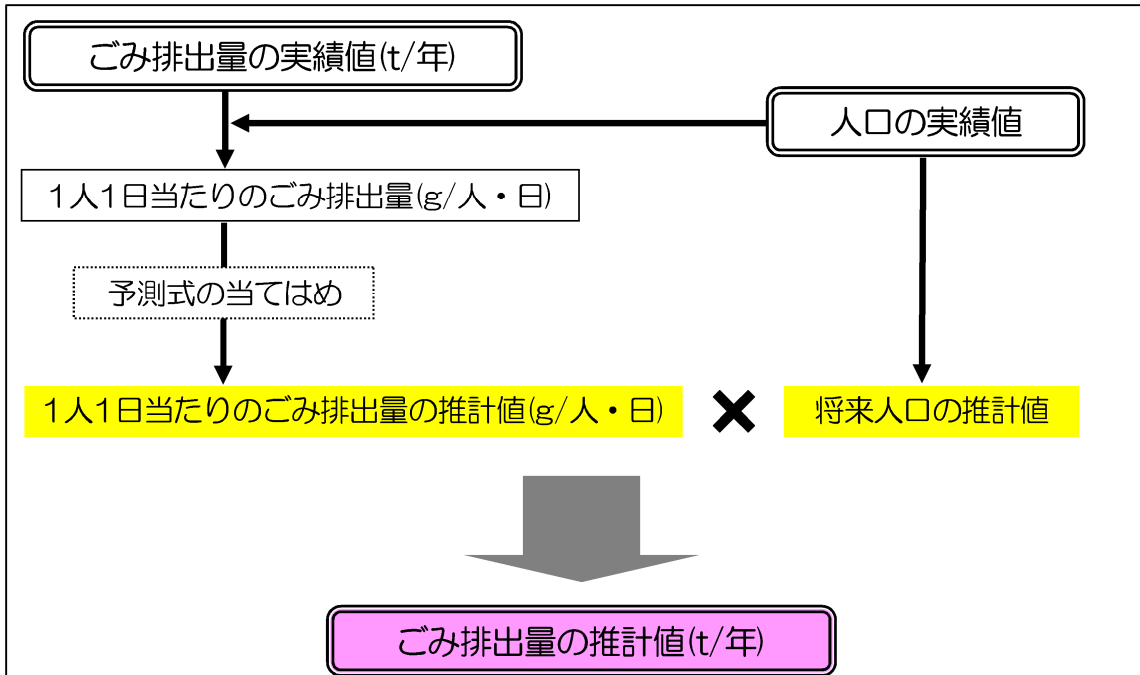 ごみ排出量の実績値(t/年)
人口の実績値
１人１日当たりのごみ排出量(g/人・日)
予測式の当てはめ
１人１日当たりのごみ排出量の推計値(g/人・日)
×
将来人口の推計値
ごみ排出量の推計値(t/年)